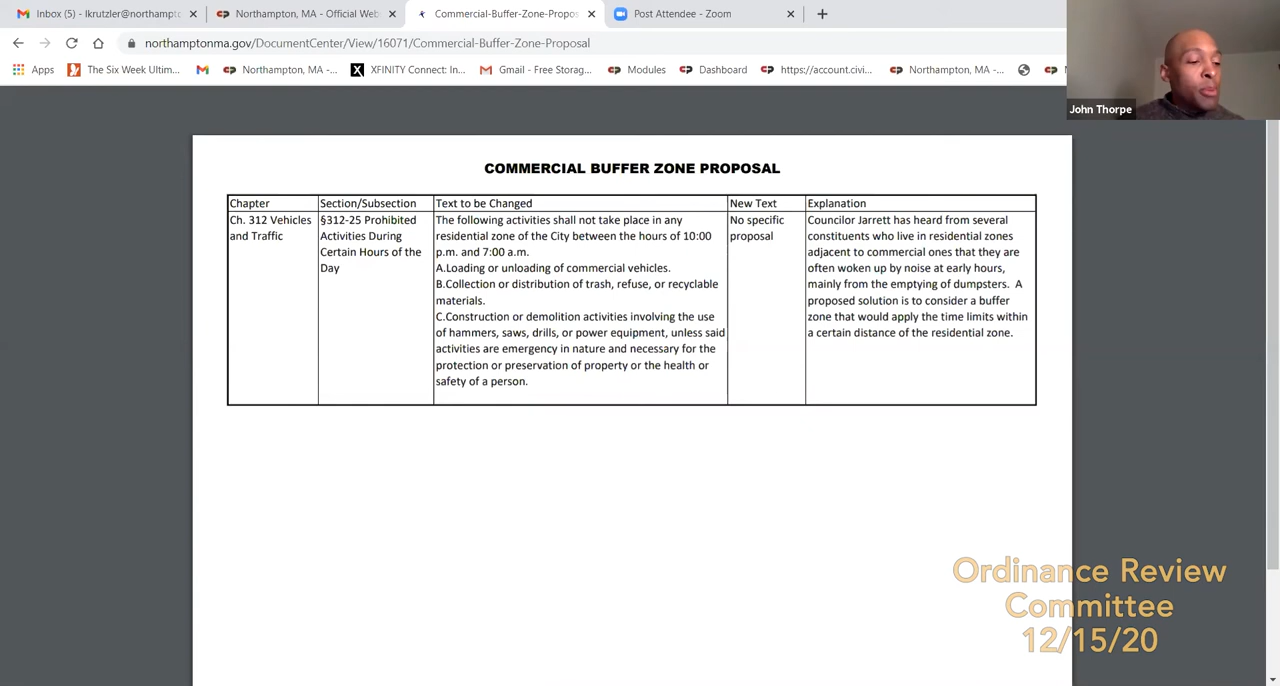 Inbox (5) - lkrutzler@northampto
Northampton, MA - Official Web
Commercial-Buffer-Zone-Propos
Post Attendee - Zoom
northamptonma.gov/DocumentCenter/View/16071/Commercial-Buffer-Zone-Proposal
Apps
The Six Week Ultim...
Northampton, MA -...
XFINITY Connect: In...
Gmail - Free Storag...
Modules
Dashboard
https://account.civi...
Northampton, MA -...
John Thorpe
COMMERCIAL BUFFER ZONE PROPOSAL
Chapter
Section/Subsection
Text to be Changed
New Text
Explanation
Ch. 312 Vehicles
and Traffic
§312-25 Prohibited
Activities During
Certain Hours of the
Day
The following activities shall not take place in any
residential zone of the City between the hours of 10:00
p.m. and 7:00 a.m.
A.Loading or unloading of commercial vehicles.
B.Collection or distribution of trash, refuse, or recyclable
materials.
C.Construction or demolition activities involving the use
of hammers, saws, drills, or power equipment, unless said
activities are emergency in nature and necessary for the
protection or preservation of property or the health or
safety of a person.
No specific
proposal
Councilor Jarrett has heard from several
constituents who live in residential zones
adjacent to commercial ones that they are
often woken up by noise at early hours,
mainly from the emptying of dumpsters.  A
proposed solution is to consider a buffer
zone that would apply the time limits within
a certain distance of the residential zone.
Ordinance Review
Committee
12/15/20